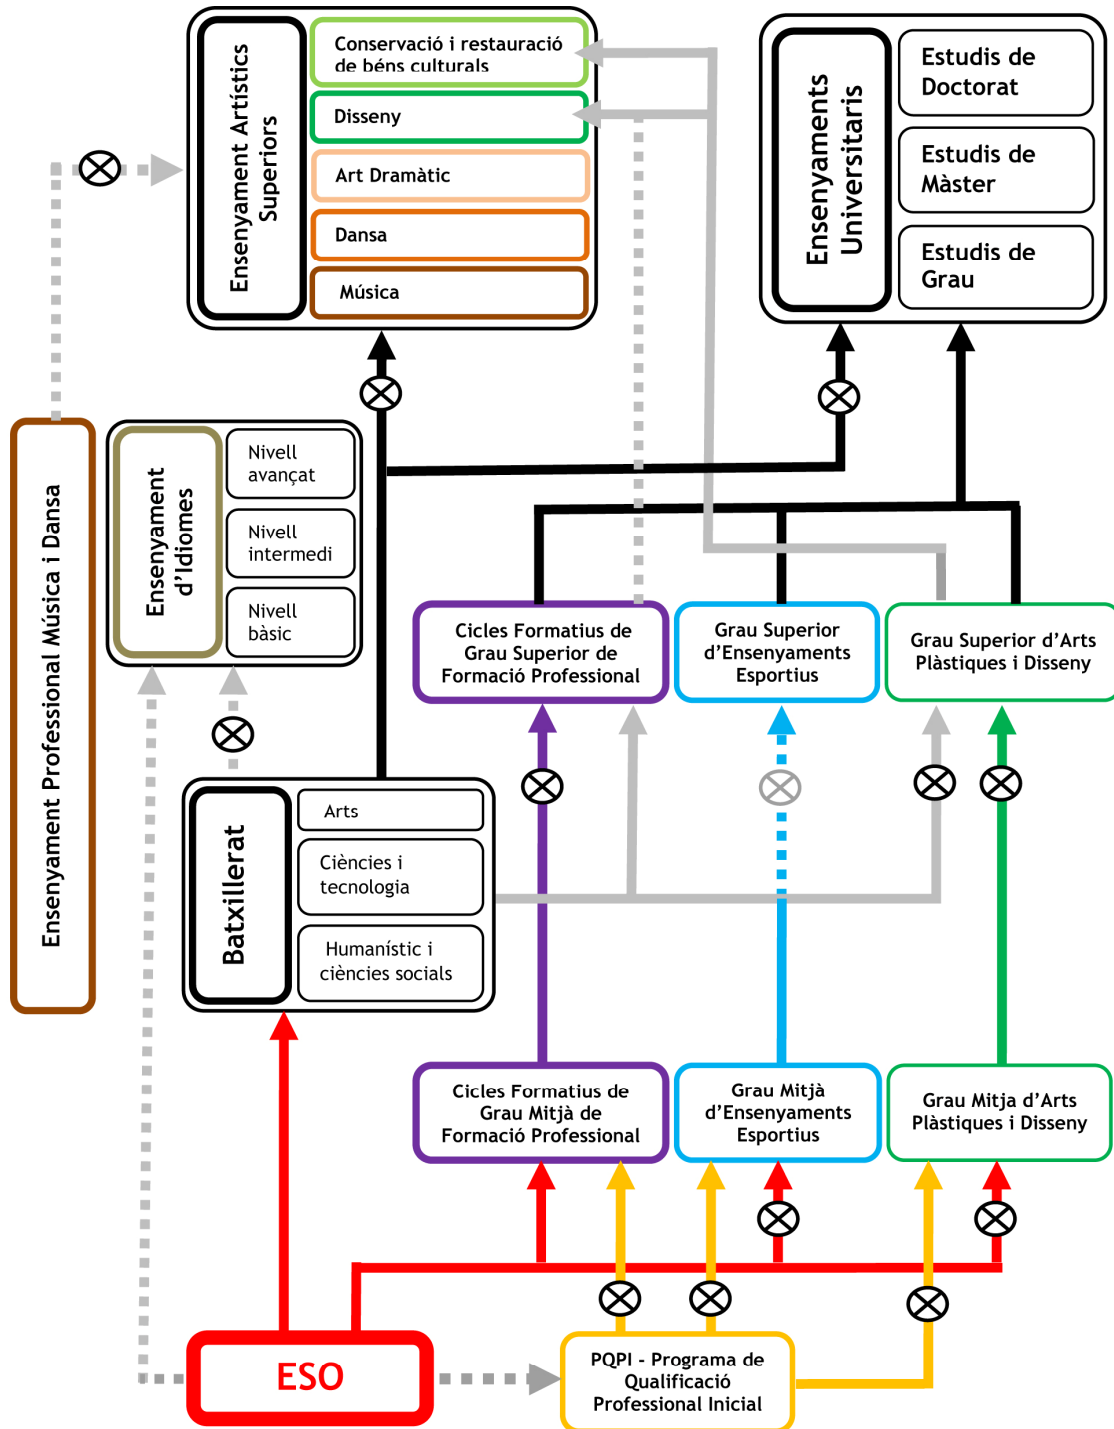 Ensenyament Artístics
Superiors
Conservació i restauració
de béns culturals
Disseny
Art Dramàtic
Dansa
Música
Ensenyaments
Universitaris
Estudis de
Doctorat
Estudis de
Màster
Estudis de
Grau
Ensenyament Professional Música i Dansa
Ensenyament
d'Idiomes
Nivell
avançat
Nivell
intermedi
Nivell
bàsic
Cicles Formatius de
Grau Superior de
Formació Professional
Grau Superior
d'Ensenyaments
Esportius
Grau Superior d'Arts
Plàstiques i Disseny
Batxillerat
Arts
Ciències i
tecnologia
Humanístic i
ciències socials
Cicles Formatius de
Grau Mitjà de
Formació Professional
Grau Mitjà
d'Ensenyaments
Esportius
Grau Mitja d'Arts
Plàstiques i Disseny
ESO
PQPI - Programa de
Qualificació
Professional Inicial